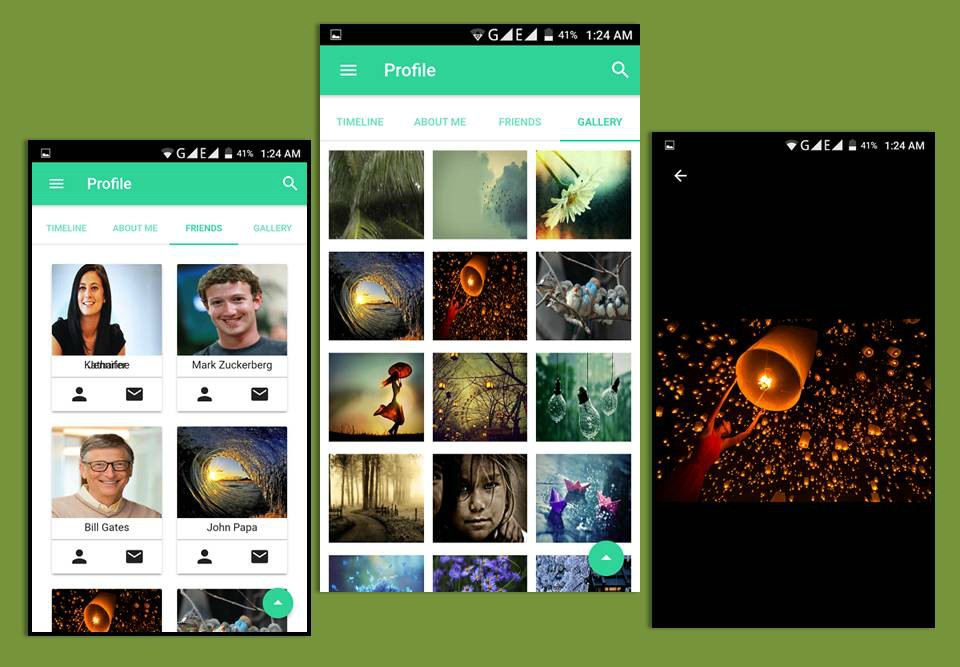 41% 1:24 AM
Profile
TIMELINE ABOUT ME FRIENDS GALLERY
Mark Zuckerberg
Bill Gates John Papa
G E 41% 1:24 AM
Profile
TIMELINE ABOUT ME FRIENDS GALLERY
G E 41% 1:24 AM